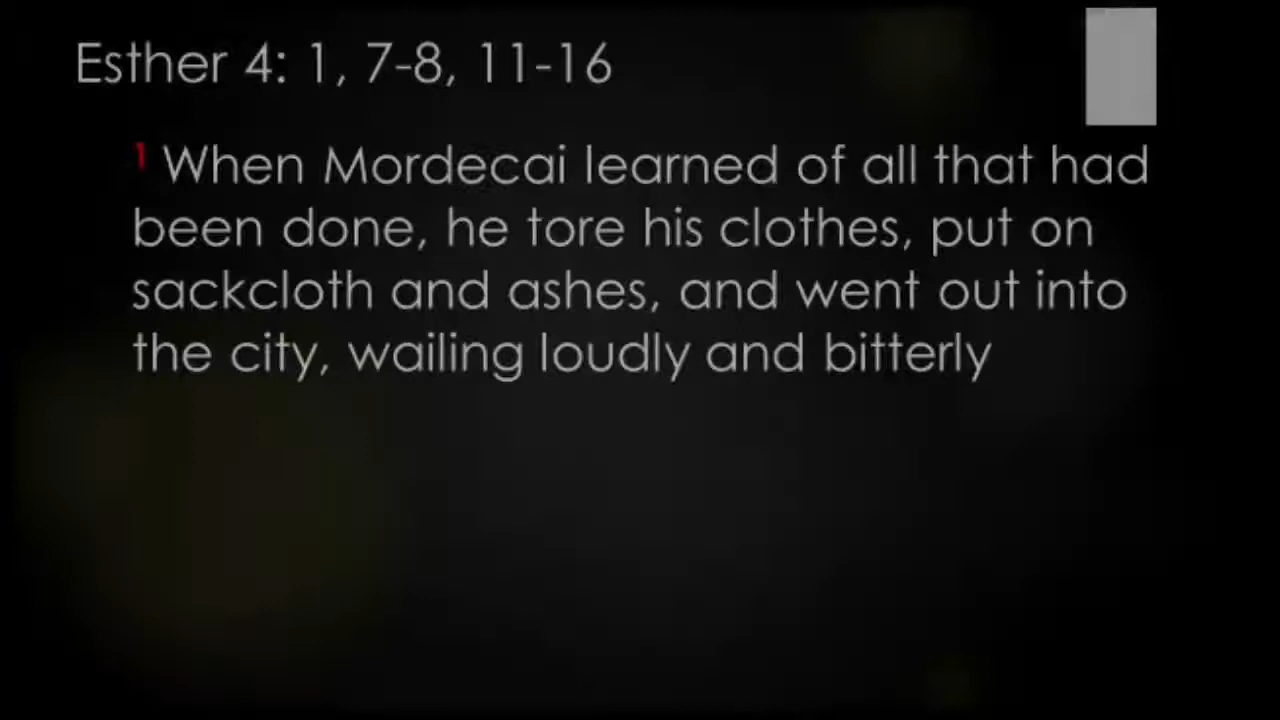 Esther 4: 1, 7-8, 11-16
1 When Mordecai learned of all that had
been done, he tore his clothes, put on
sackcloth and ashes, and went out into
the city, wailing loudly and bitterly